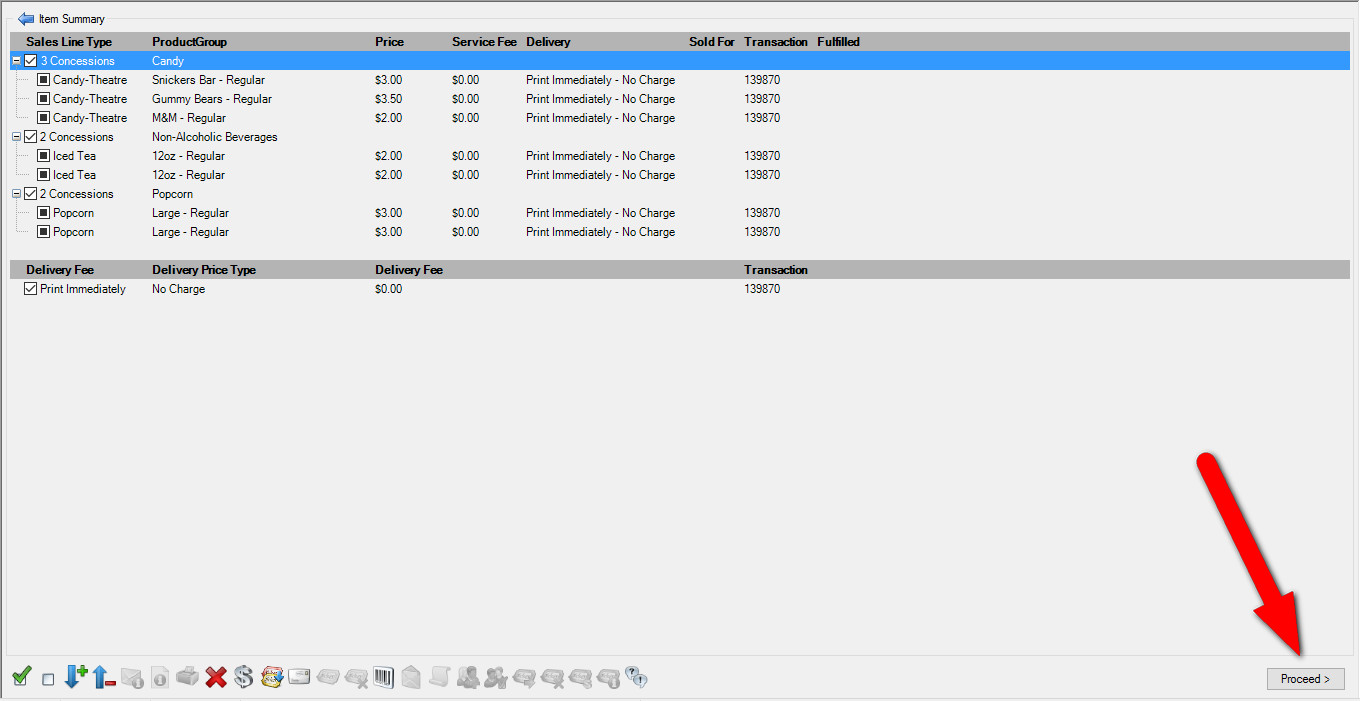 Item Summary
Sales Line Type ProductGroup Price Service Fee Delivery Sold For Transaction Fulfilled
3 Concessions Candy
Candy-Theatre Snickers Bar - Regular $3.00 $0.00 Print Immediately - No Charge 139870
Candy-Theatre Gummy Bears - Regular $3.50 $0.00 Print Immediately - No Charge 139870
Candy-Theatre M&M - Regular $2.00 $0.00 Print Immediately - No Charge 139870
2 Concessions Non-Alcoholic Beverages
Iced Tea 12oz - Regular $2.00 $0.00 Print Immediately - No Charge 139870
Iced Tea 12oz - Regular $2.00 $0.00 Print Immediately - No Charge 139870
2 Concessions Popcorn
Popcorn Large - Regular $3.00 $0.00 Print Immediately - No Charge 139870
Popcorn Large - Regular $3.00 $0.00 Print Immediately - No Charge 139870
Delivery Fee Delivery Price Type Delivery Fee Transaction
Print Immediately No Charge $0.00 139870
Proceed >